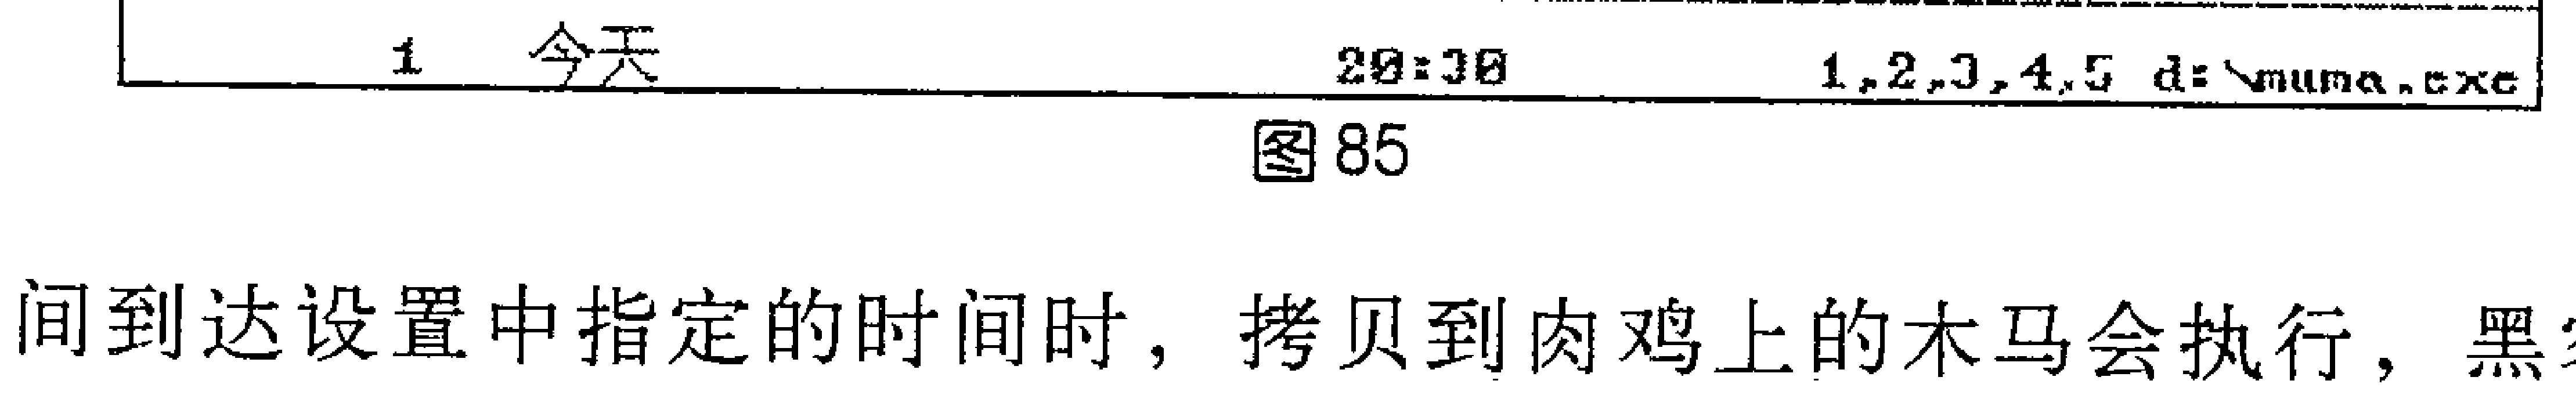 1 今天 20:30 1,2,3,4,5 d:\muma.exe
图 85
间到达设置中指定的时间时，拷贝到肉鸡上的木马会执行，黑